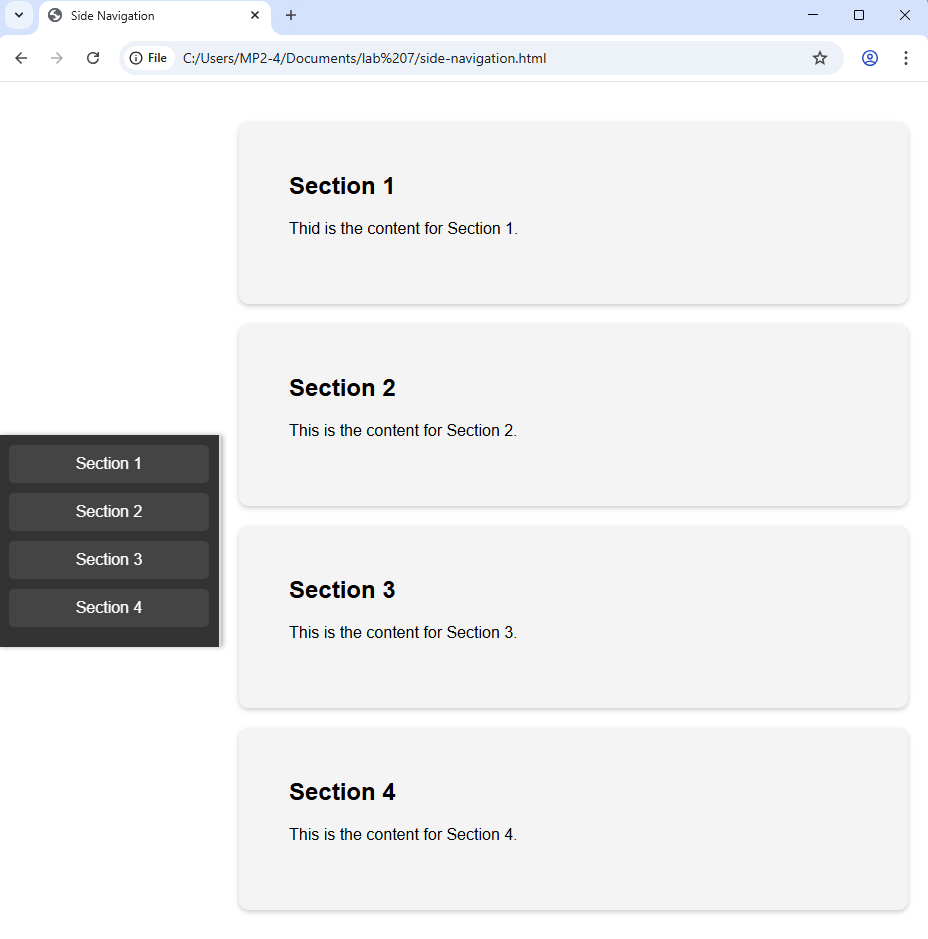 Side Navigation
File C:/Users/MP2-4/Documents/lab%207/side-navigation.html
Section 1
Thid is the content for Section 1.
Section 2
This is the content for Section 2.
Section 1
Section 2
Section 3
Section 4
Section 3
This is the content for Section 3.
Section 4
This is the content for Section 4.